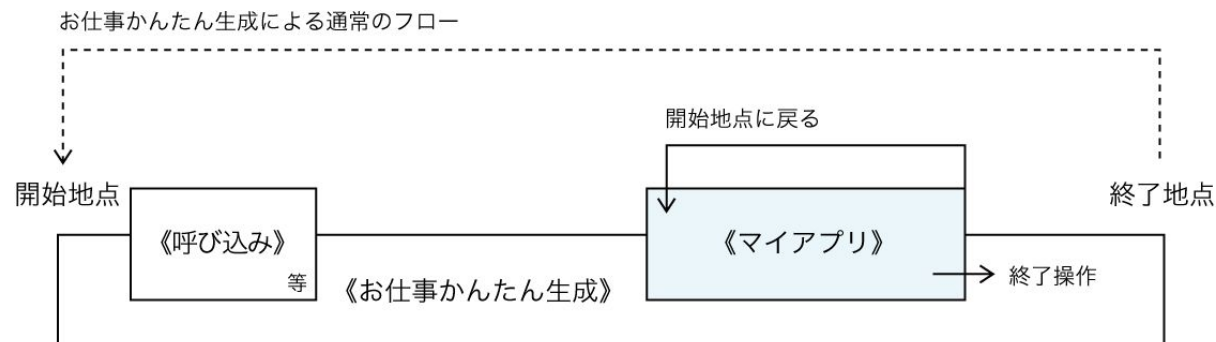 お仕事かんたん生成による通常のフロー
開始地点に戻る
開始地点
終了地点
《呼び込み》
等
《お仕事かんたん生成》
《マイアプリ》
終了操作